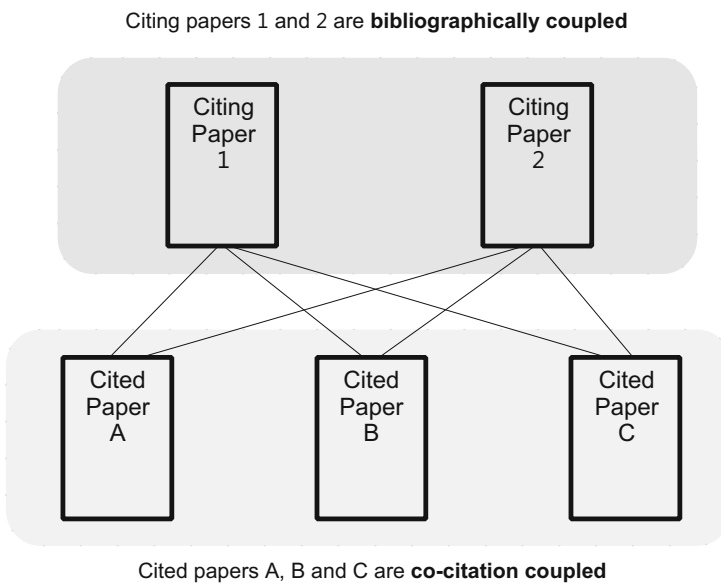 Citing papers 1 and 2 are bibliographically coupled
Citing
Paper
1
Citing
Paper
2
Cited
Paper
A
Cited
Paper
B
Cited
Paper
C
Cited papers A, B and C are co-citation coupled